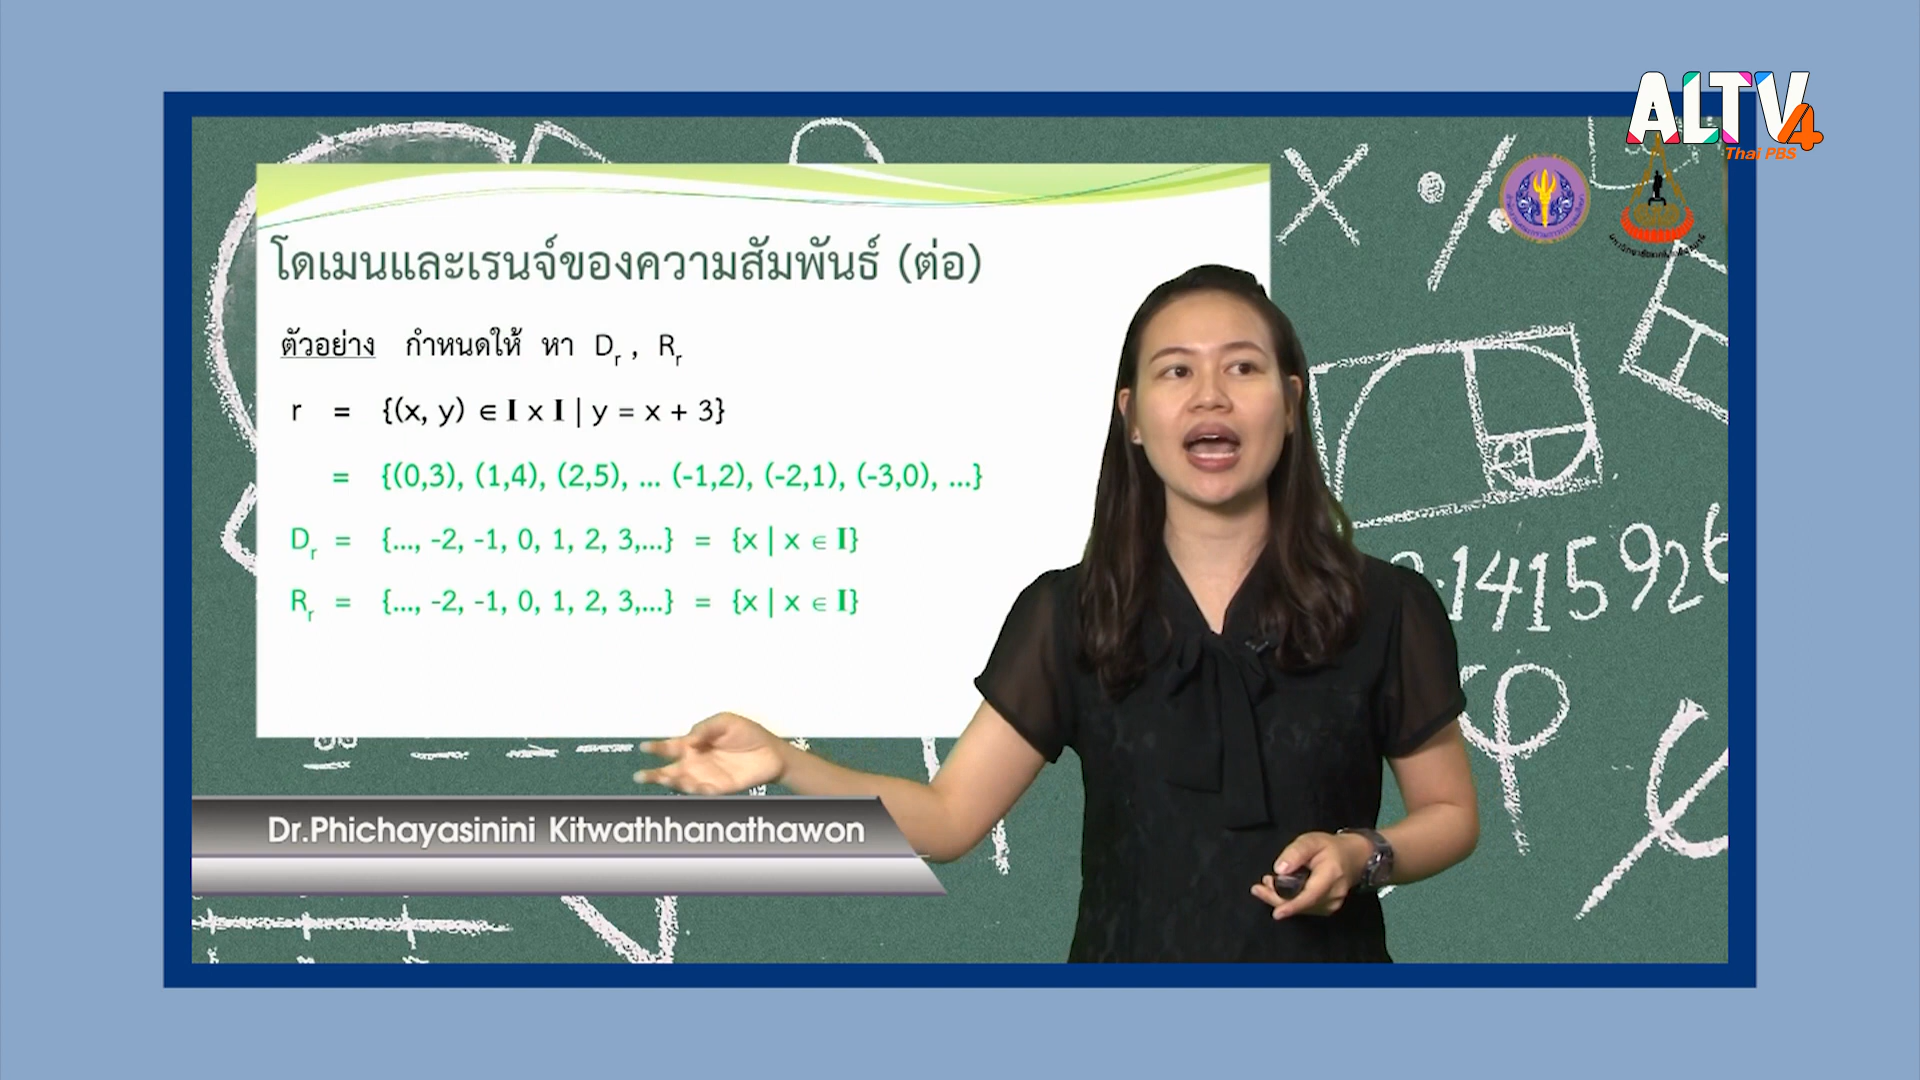 ALTV4
Thai PBS
โดเมนและเรนจ์ของความสัมพันธ์ (ต่อ)
ตัวอย่าง กำหนดให้ หา Dr , Rr
r = {(x, y) ∈ I x I | y = x + 3}
= {(0,3), (1,4), (2,5), ... (-1,2), (-2,1), (-3,0), ...}
Dr = {..., -2, -1, 0, 1, 2, 3,...} = {x | x ∈ I}
Rr = {..., -2, -1, 0, 1, 2, 3,...} = {x | x ∈ I}
Dr.Phichayasinini Kitwathhanathawon